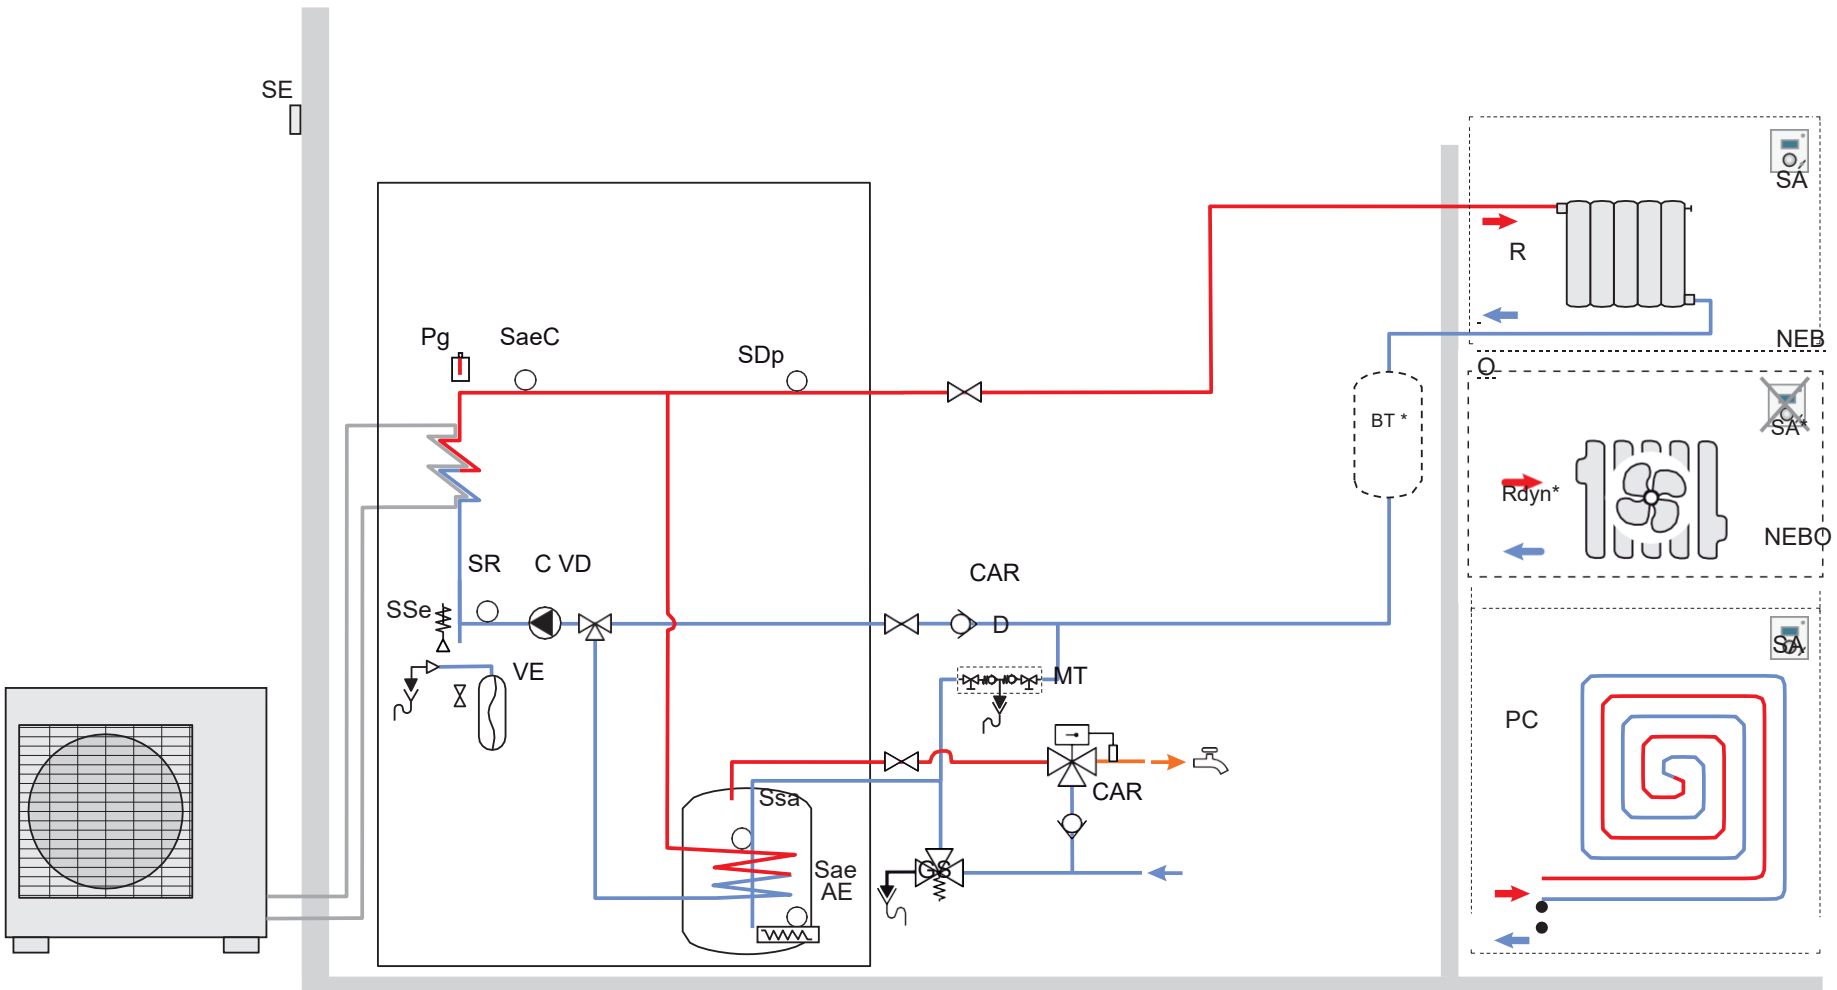 SE
SA
R
NEB
O
SA*
BT *
Rdyn*
NEBO
Pg
SaeC
SDp
SR
C VD
CAR
SSe
D
SA
VE
MT
PC
CAR
Ssa
Sae
AE
GS